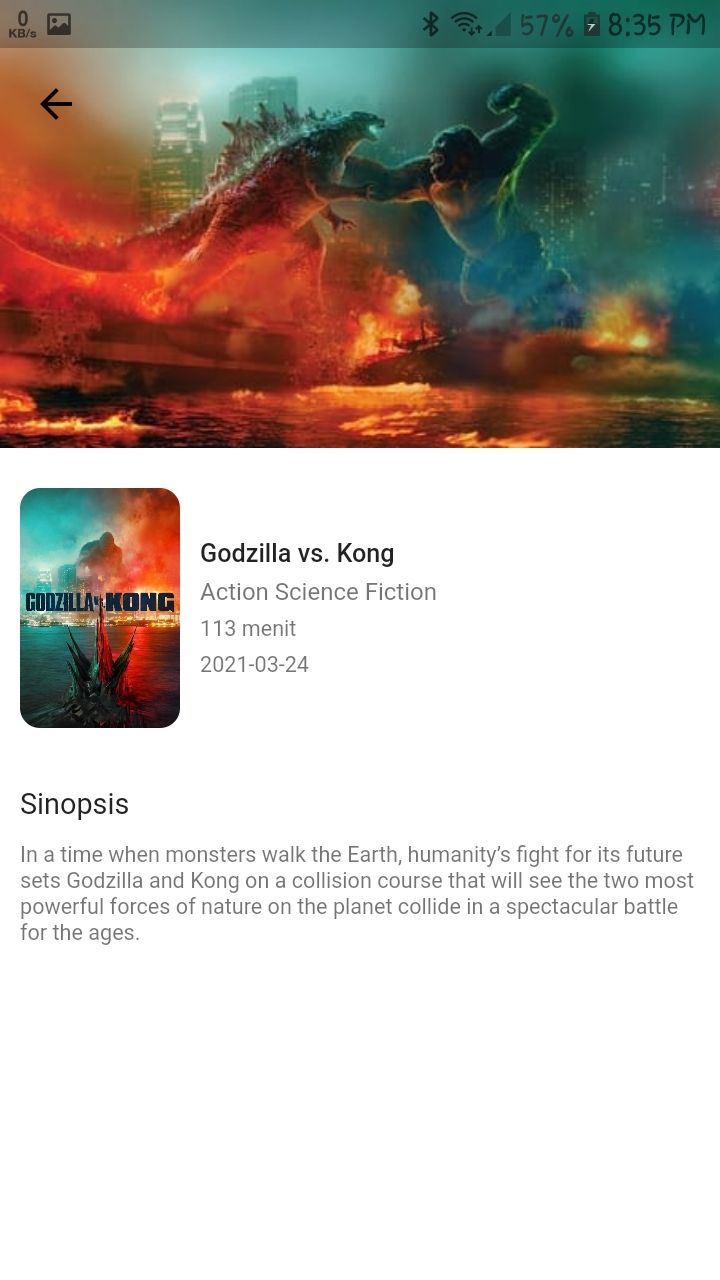 0
KB/s
57%
8:35 PM
GODZILLA VS. KONG
Godzilla vs. Kong
Action Science Fiction
113 menit
2021-03-24
Sinopsis
In a time when monsters walk the Earth, humanity’s fight for its future
sets Godzilla and Kong on a collision course that will see the two most
powerful forces of nature on the planet collide in a spectacular battle
for the ages.